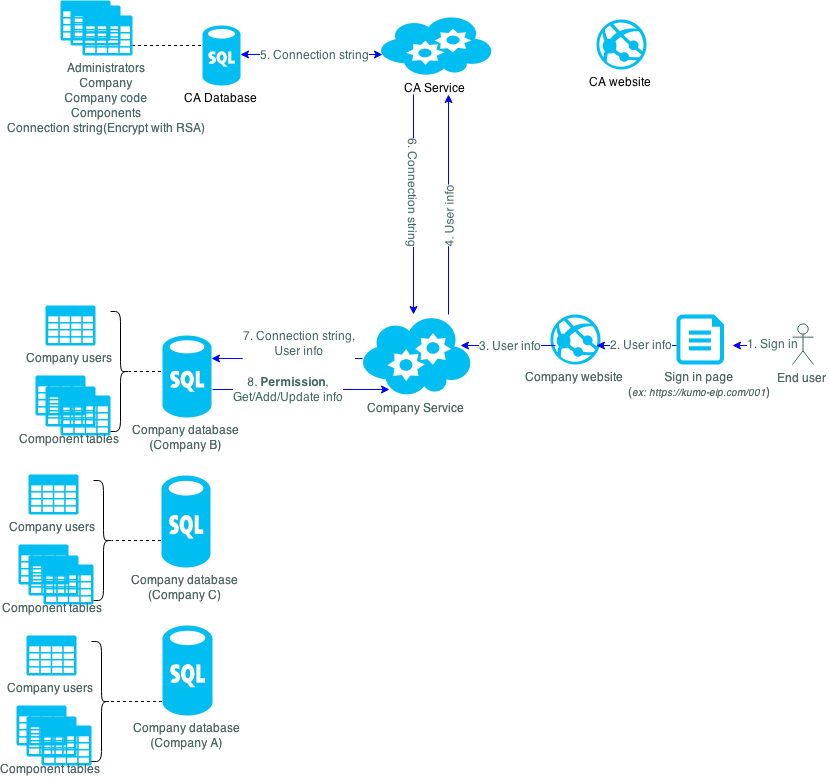 SQL
5. Connection string
Administrators
Company
Company code
Components
Connection string(Encrypt with RSA)
CA Database
CA Service
CA website
6. Connection string
4. User info
Company users
Component tables
SQL
Company database
(Company B)
7. Connection string,
User info
8. Permission,
Get/Add/Update info
Company Service
3. User info
Company website
2. User info
Sign in page
(ex: https://kumo-eip.com/001)
1. Sign in
End user
Company users
Component tables
SQL
Company database
(Company C)
Company users
Component tables
SQL
Company database
(Company A)